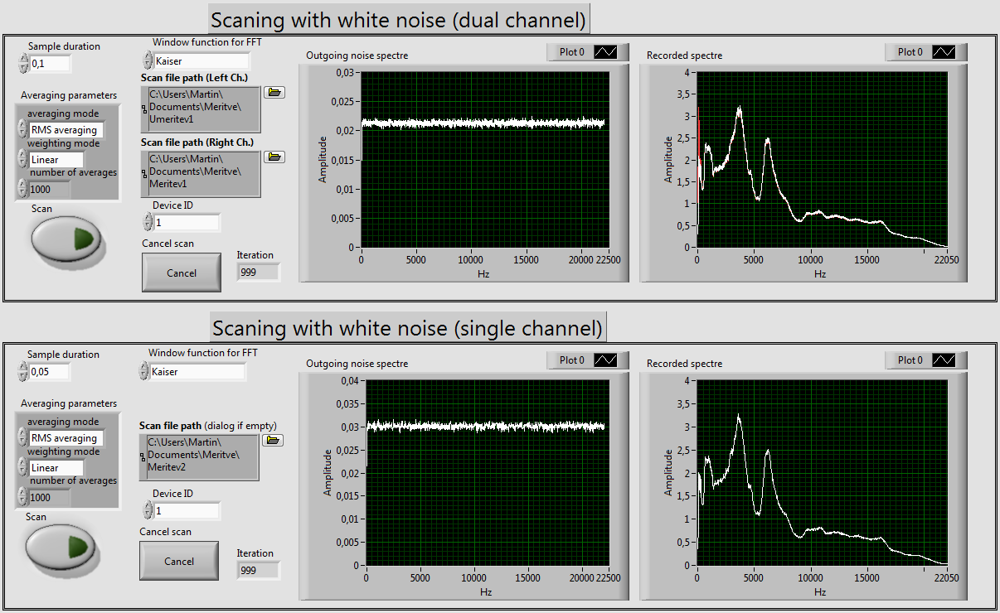 Scaning with white noise (dual channel)
Sample duration
0,1
Averaging parameters
averaging mode
RMS averaging
weighting mode
Linear
number of averages
1000
Scan
Window function for FFT
Kaiser
Scan file path (Left Ch.)
C:\Users\Martin\
Documents\Meritve\
Umeritev1
Scan file path (Right Ch.)
C:\Users\Martin\
Documents\Meritve\
Meritev1
Device ID
1
Cancel scan
Cancel
Iteration
999
Outgoing noise spectre
Plot 0
0,03
0,025
0,02
0,015
0,01
0,005
0
Amplitude
0 5000 10000 15000 20000 22500
Hz
Recorded spectre
Plot 0
4
3,5
3
2,5
2
1,5
1
0,5
0
Amplitude
0 5000 10000 15000 22050
Hz
Scaning with white noise (single channel)
Sample duration
0,05
Averaging parameters
averaging mode
RMS averaging
weighting mode
Linear
number of averages
1000
Scan
Window function for FFT
Kaiser
Scan file path (dialog if empty)
C:\Users\Martin\
Documents\Meritve\
Meritev2
Device ID
1
Cancel scan
Cancel
Iteration
999
Outgoing noise spectre
Plot 0
0,04
0,035
0,03
0,025
0,02
0,015
0,01
0,005
0
Amplitude
0 5000 10000 15000 20000 22500
Hz
Recorded spectre
Plot 0
4
3,5
3
2,5
2
1,5
1
0,5
0
Amplitude
0 5000 10000 15000 22050
Hz